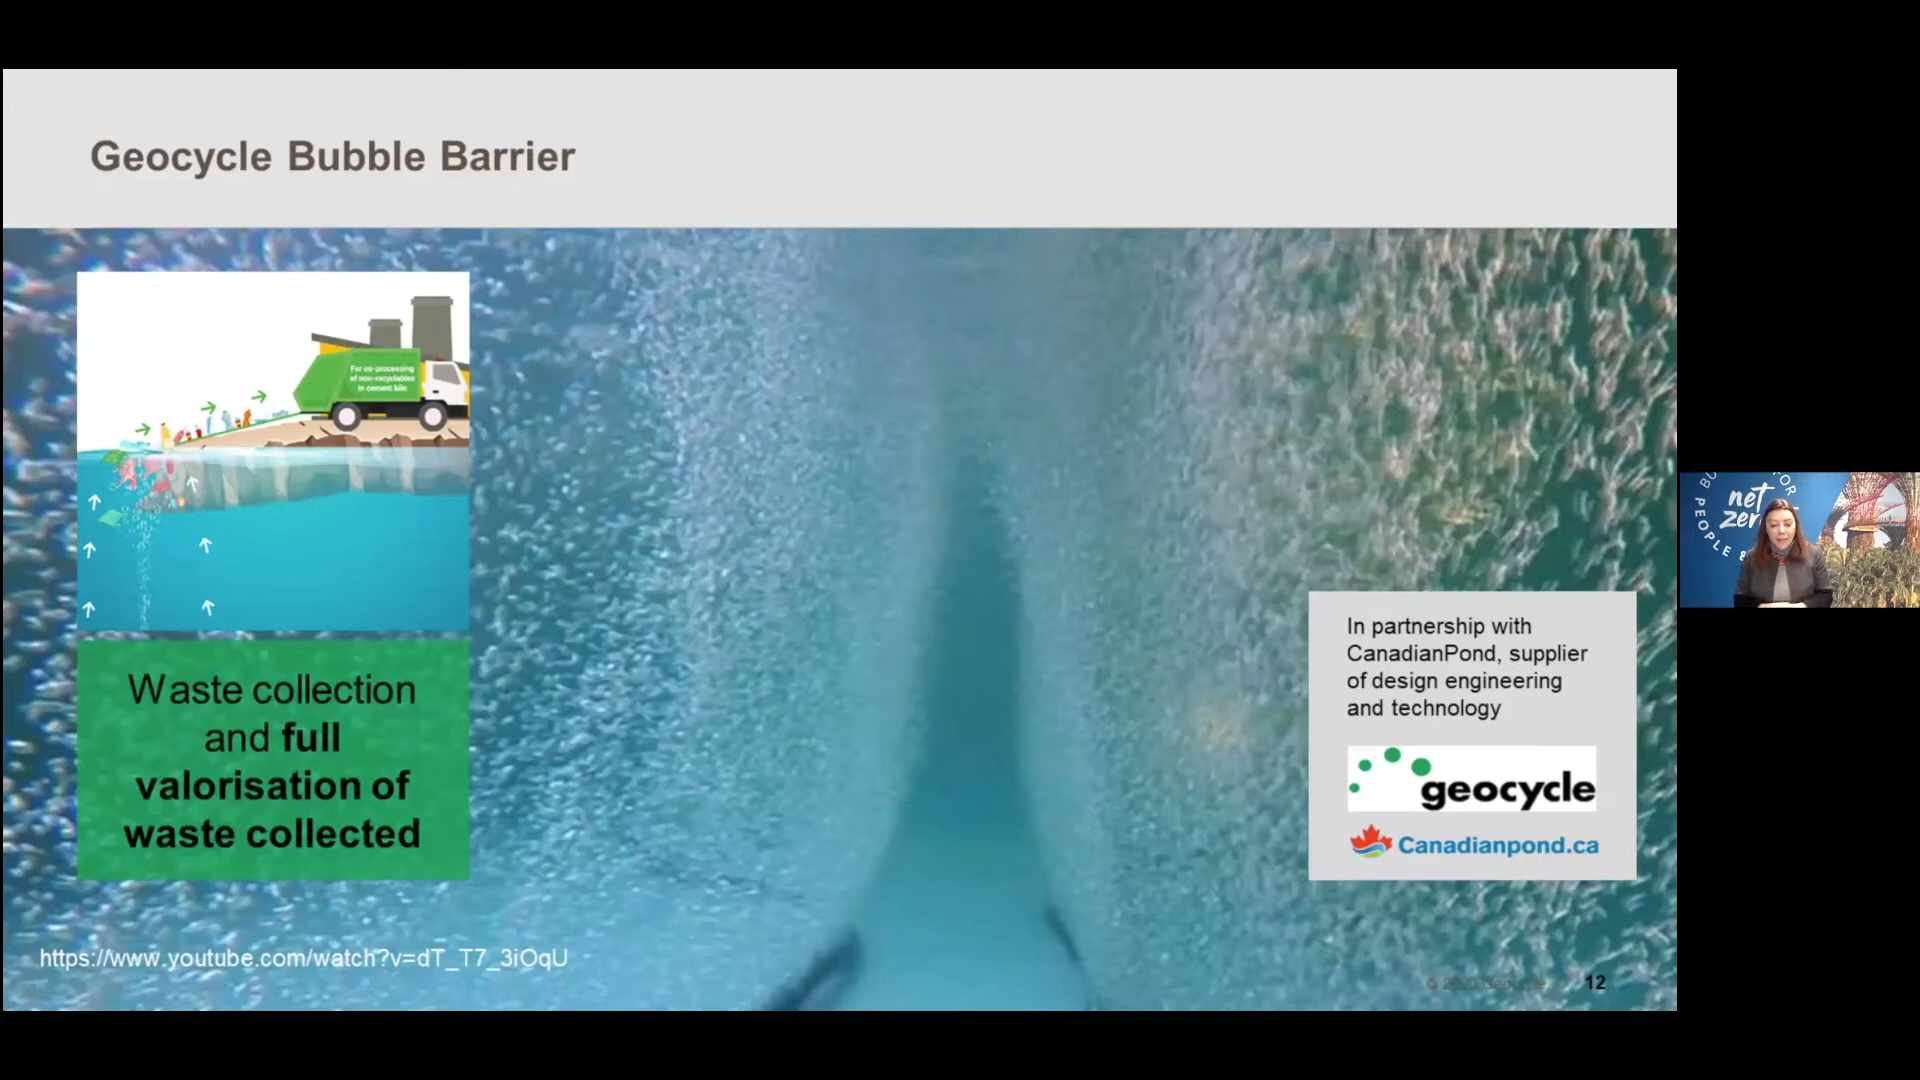 Geocycle Bubble Barrier
For co-processing
of non-recyclables
in cement kiln
Waste collection
and full
valorisation of
waste collected
https://www.youtube.com/watch?v=dT_T7_3iOqU
In partnership with
CanadianPond, supplier
of design engineering
and technology
geocycle
Canadianpond.ca
12
net
PEOPLE &